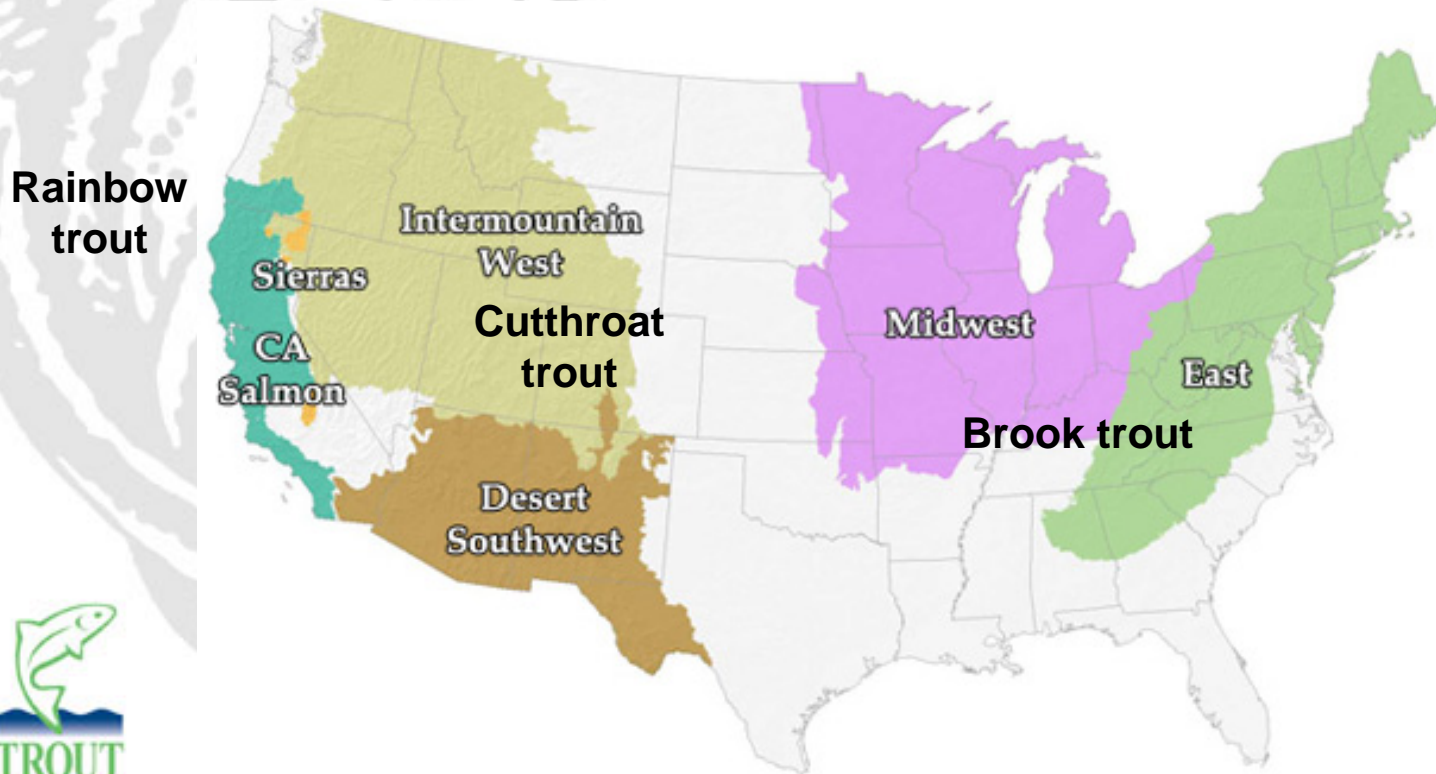 Rainbow
trout
Intermountain
West
Sierras
Cutthroat
trout
CA
Salmon
Midwest
East
Brook trout
Desert
Southwest
TROUT